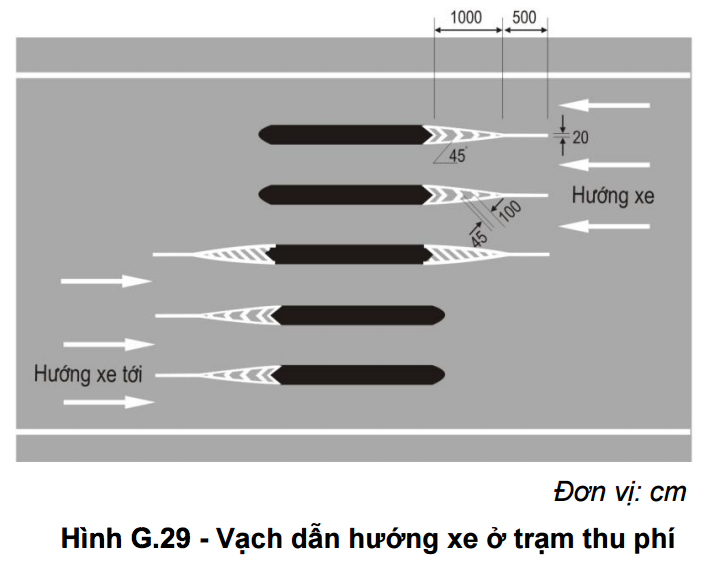 1000
500
20
45°
Hướng xe
100
45
Hướng xe tới
Đơn vị: cm
Hình G.29 - Vạch dẫn hướng xe ở trạm thu phí